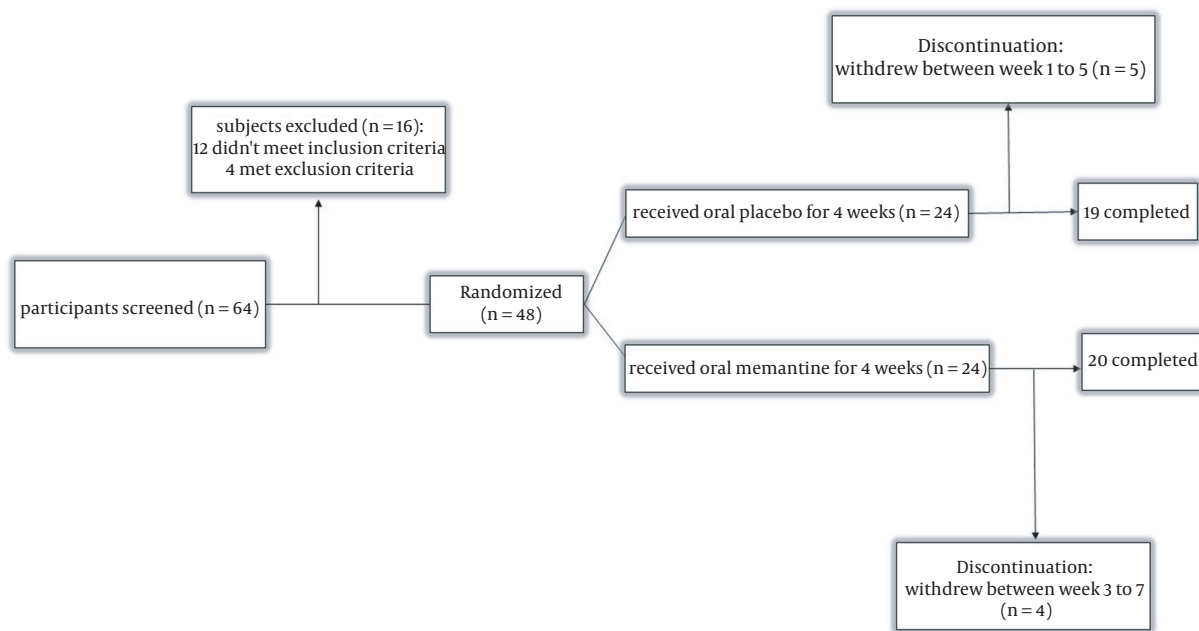 participants screened (n = 64)
subjects excluded (n = 16):
12 didn't meet inclusion criteria
4 met exclusion criteria
Randomized
(n = 48)
received oral placebo for 4 weeks (n = 24)
Discontinuation:
withdrew between week 1 to 5 (n = 5)
19 completed
received oral memantine for 4 weeks (n = 24)
20 completed
Discontinuation:
withdrew between week 3 to 7
(n = 4)